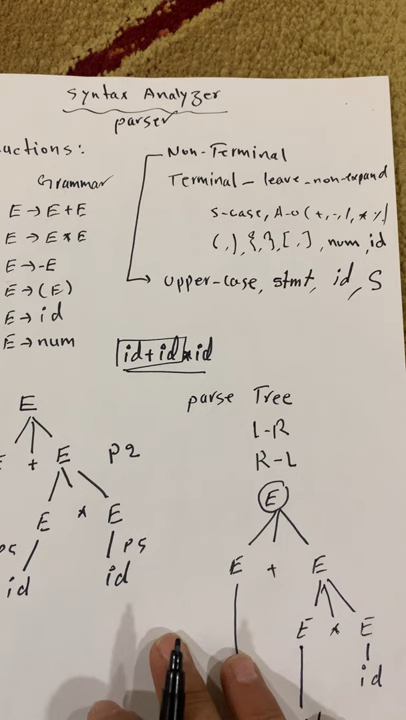 Syntax Analyzer
parser
uctions:
Non-Terminal
Grammar
Terminal - leave - non-expand
s-case, A-o (+, -, /, * %)
(, ), {, }, [, ], num, id
upper-case, stmt, id, S
E → E + E
E → E * E
E → -E
E → (E)
E → id
E → num
id + id * id
parse Tree
L-R
R-L
E
+ E P2
E * E
P5
id id
E
E + E
E * E
id